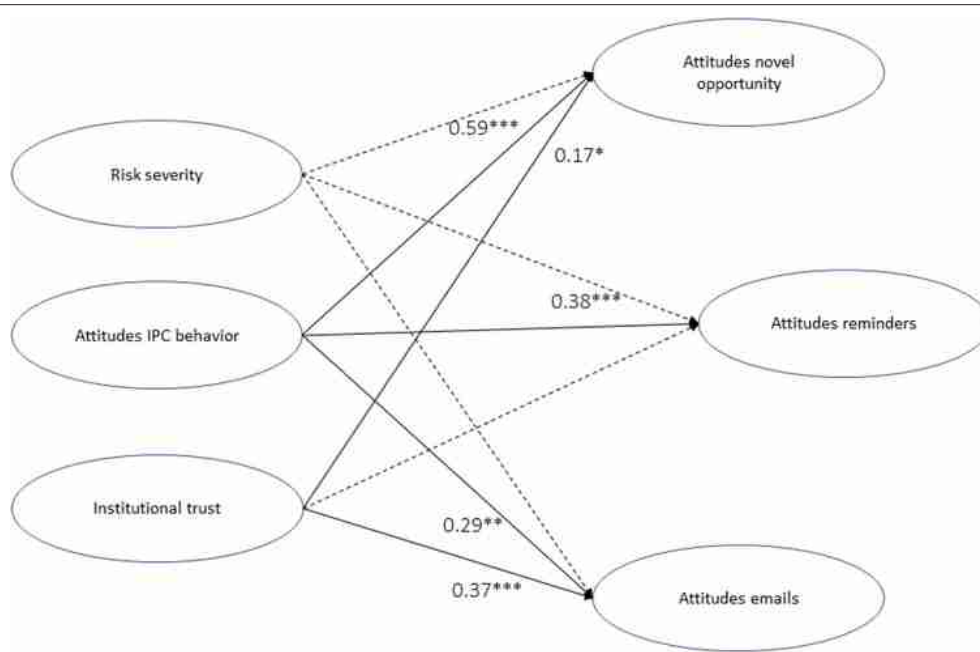 Attitudes novel
opportunity
0.59***
0.17*
Risk severity
0.38***
Attitudes IPC behavior
Attitudes reminders
Institutional trust
0.29**
0.37***
Attitudes emails